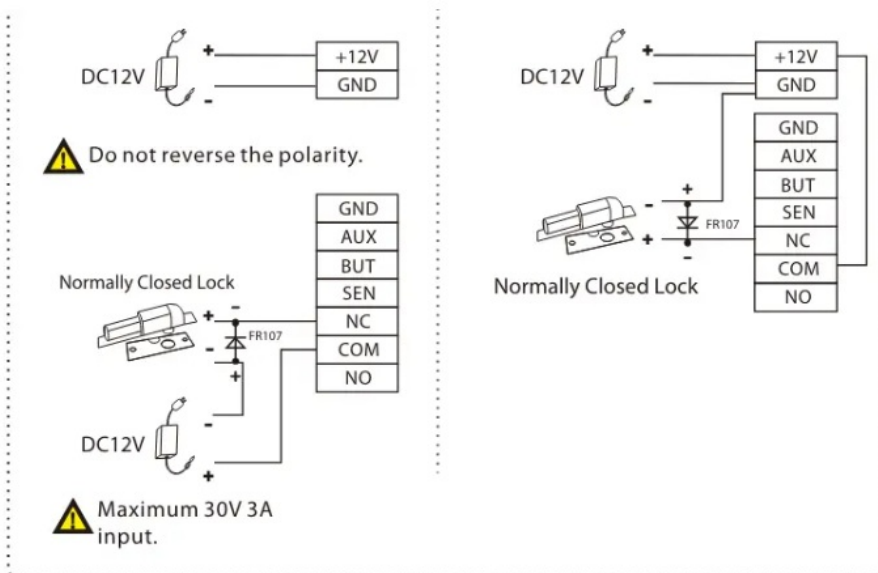 DC12V
+
-
+12V
GND
Do not reverse the polarity.
GND
AUX
BUT
SEN
NC
COM
NO
Normally Closed Lock
+
-
-
FR107
+
DC12V
-
+
Maximum 30V 3A
input.
DC12V
+
-
+12V
GND
GND
AUX
BUT
SEN
NC
COM
NO
-
+
+
FR107
-
Normally Closed Lock